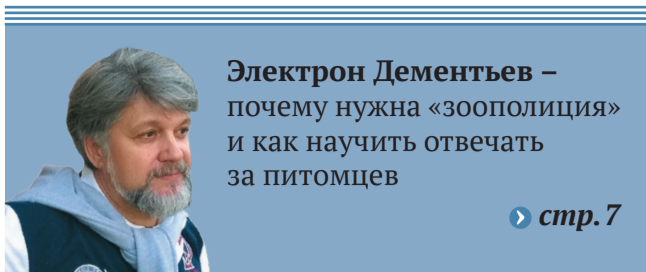 Электрон Дементьев –
почему нужна «зоополиция»
и как научить отвечать
за питомцев
стр. 7